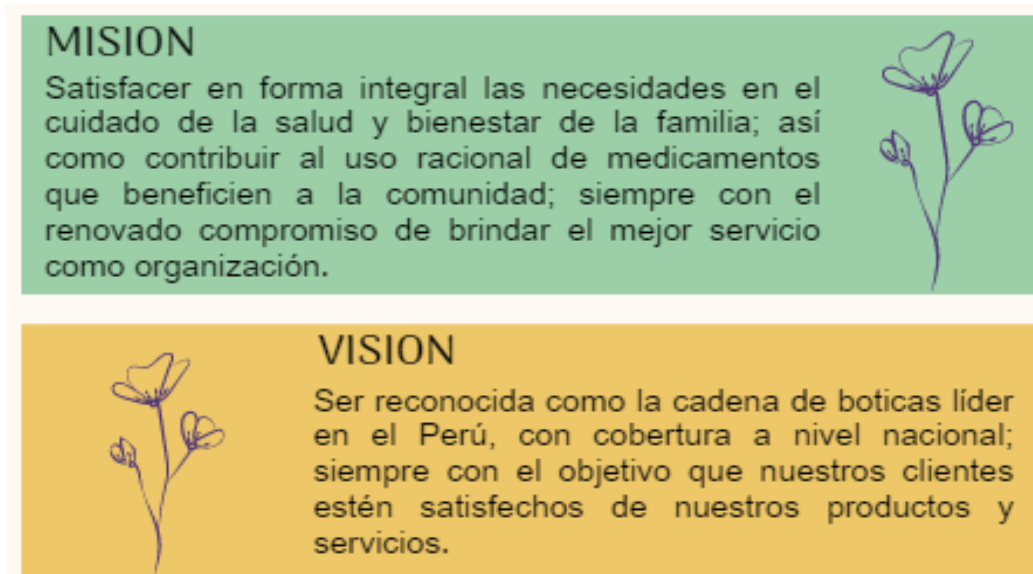 MISION
Satisfacer en forma integral las necesidades en el
cuidado de la salud y bienestar de la familia; así
como contribuir al uso racional de medicamentos
que beneficien a la comunidad; siempre con el
renovado compromiso de brindar el mejor servicio
como organización.
VISION
Ser reconocida como la cadena de boticas líder
en el Perú, con cobertura a nivel nacional;
siempre con el objetivo que nuestros clientes
estén satisfechos de nuestros productos y
servicios.